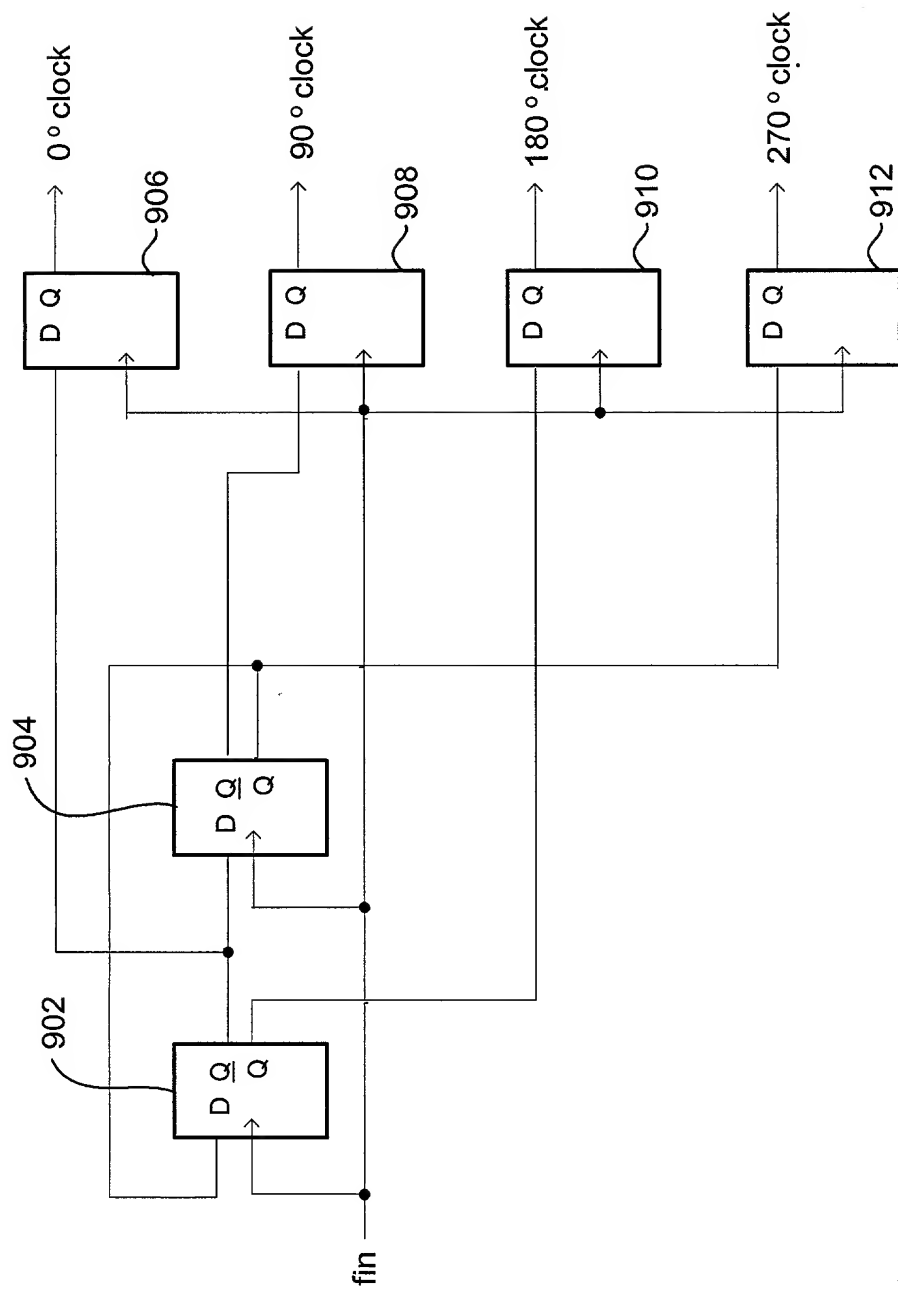 0° clock
D Q
906
904
902
D Q
Q̅
D Q
Q̅
90° clock
D Q
908
fin
180° clock
D Q
910
270° clock
D Q
912